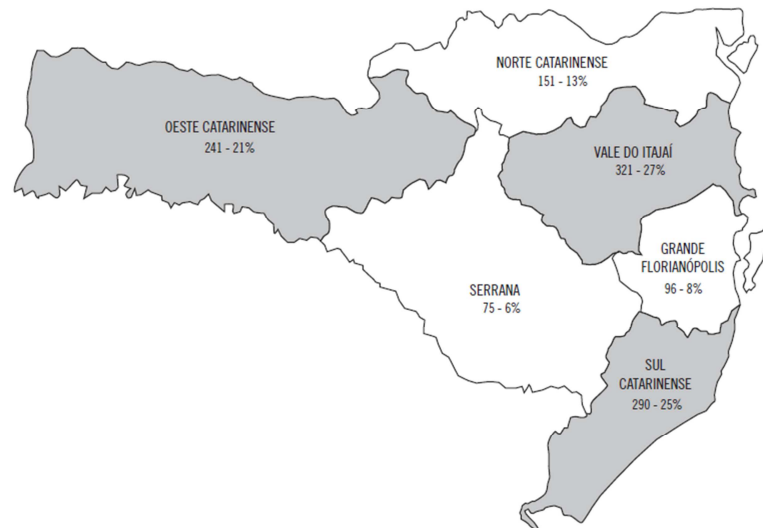 NORTE CATARINENSE
151 - 13%
OESTE CATARINENSE
241 - 21%
VALE DO ITAJAÍ
321 - 27%
GRANDE
FLORIANÓPOLIS
96 - 8%
SERRANA
75 - 6%
SUL
CATARINENSE
290 - 25%